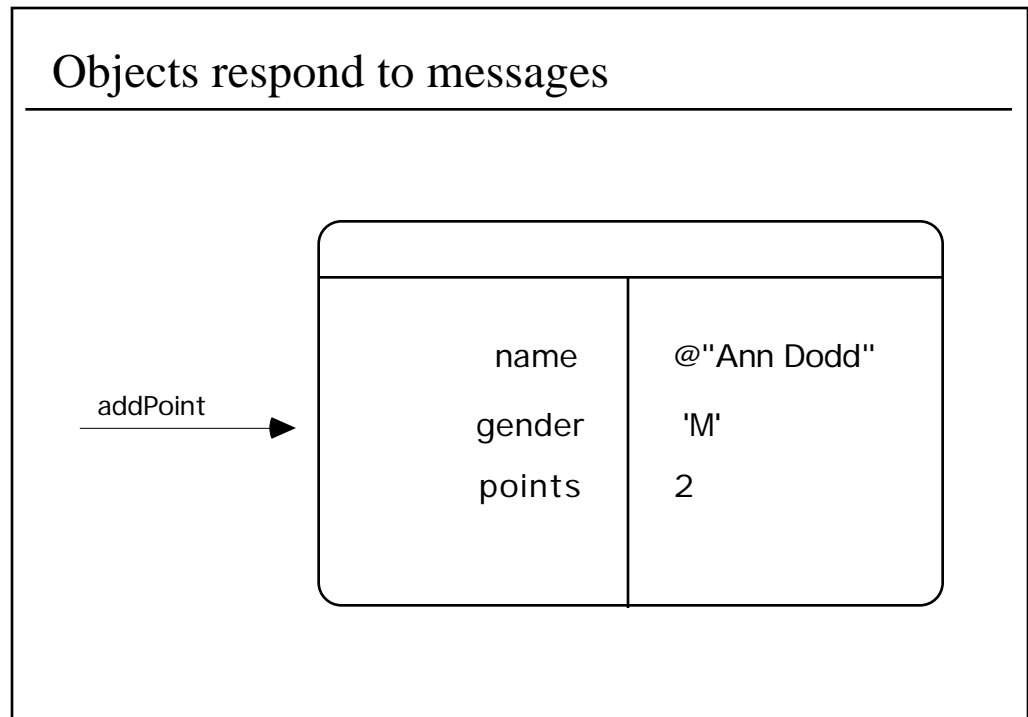 Objects respond to messages
name @"Ann Dodd"
addPoint
gender 'M'
points 2